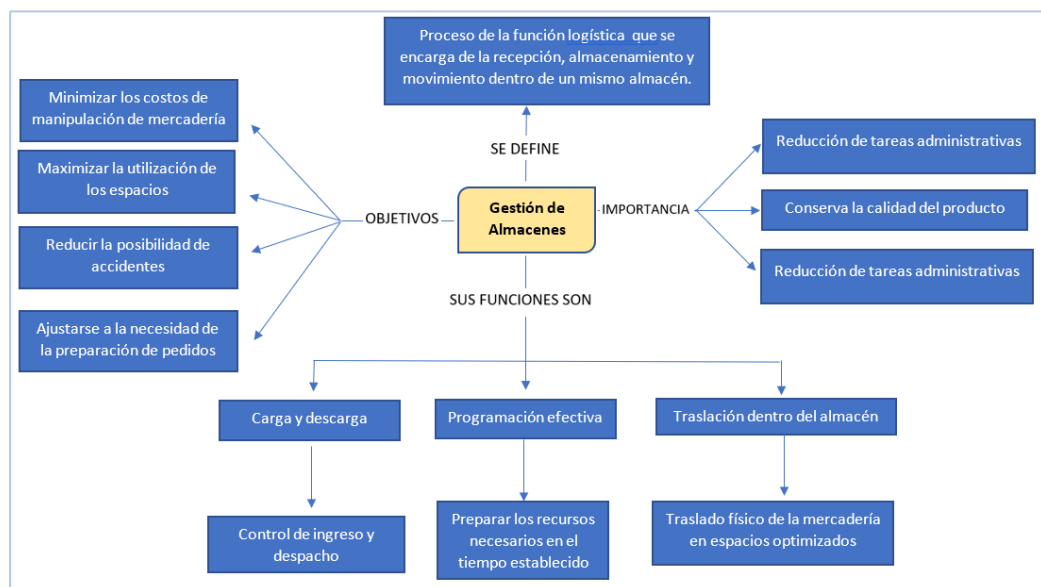 Proceso de la función logística que se
encarga de la recepción, almacenamiento y
movimiento dentro de un mismo almacén.
SE DEFINE
Gestión de
Almacenes
OBJETIVOS
Minimizar los costos de
manipulación de mercadería
Maximizar la utilización de
los espacios
Reducir la posibilidad de
accidentes
Ajustarse a la necesidad de
la preparación de pedidos
IMPORTANCIA
Reducción de tareas administrativas
Conserva la calidad del producto
Reducción de tareas administrativas
SUS FUNCIONES SON
Carga y descarga
Programación efectiva
Traslación dentro del almacén
Control de ingreso y
despacho
Preparar los recursos
necesarios en el
tiempo establecido
Traslado físico de la mercadería
en espacios optimizados